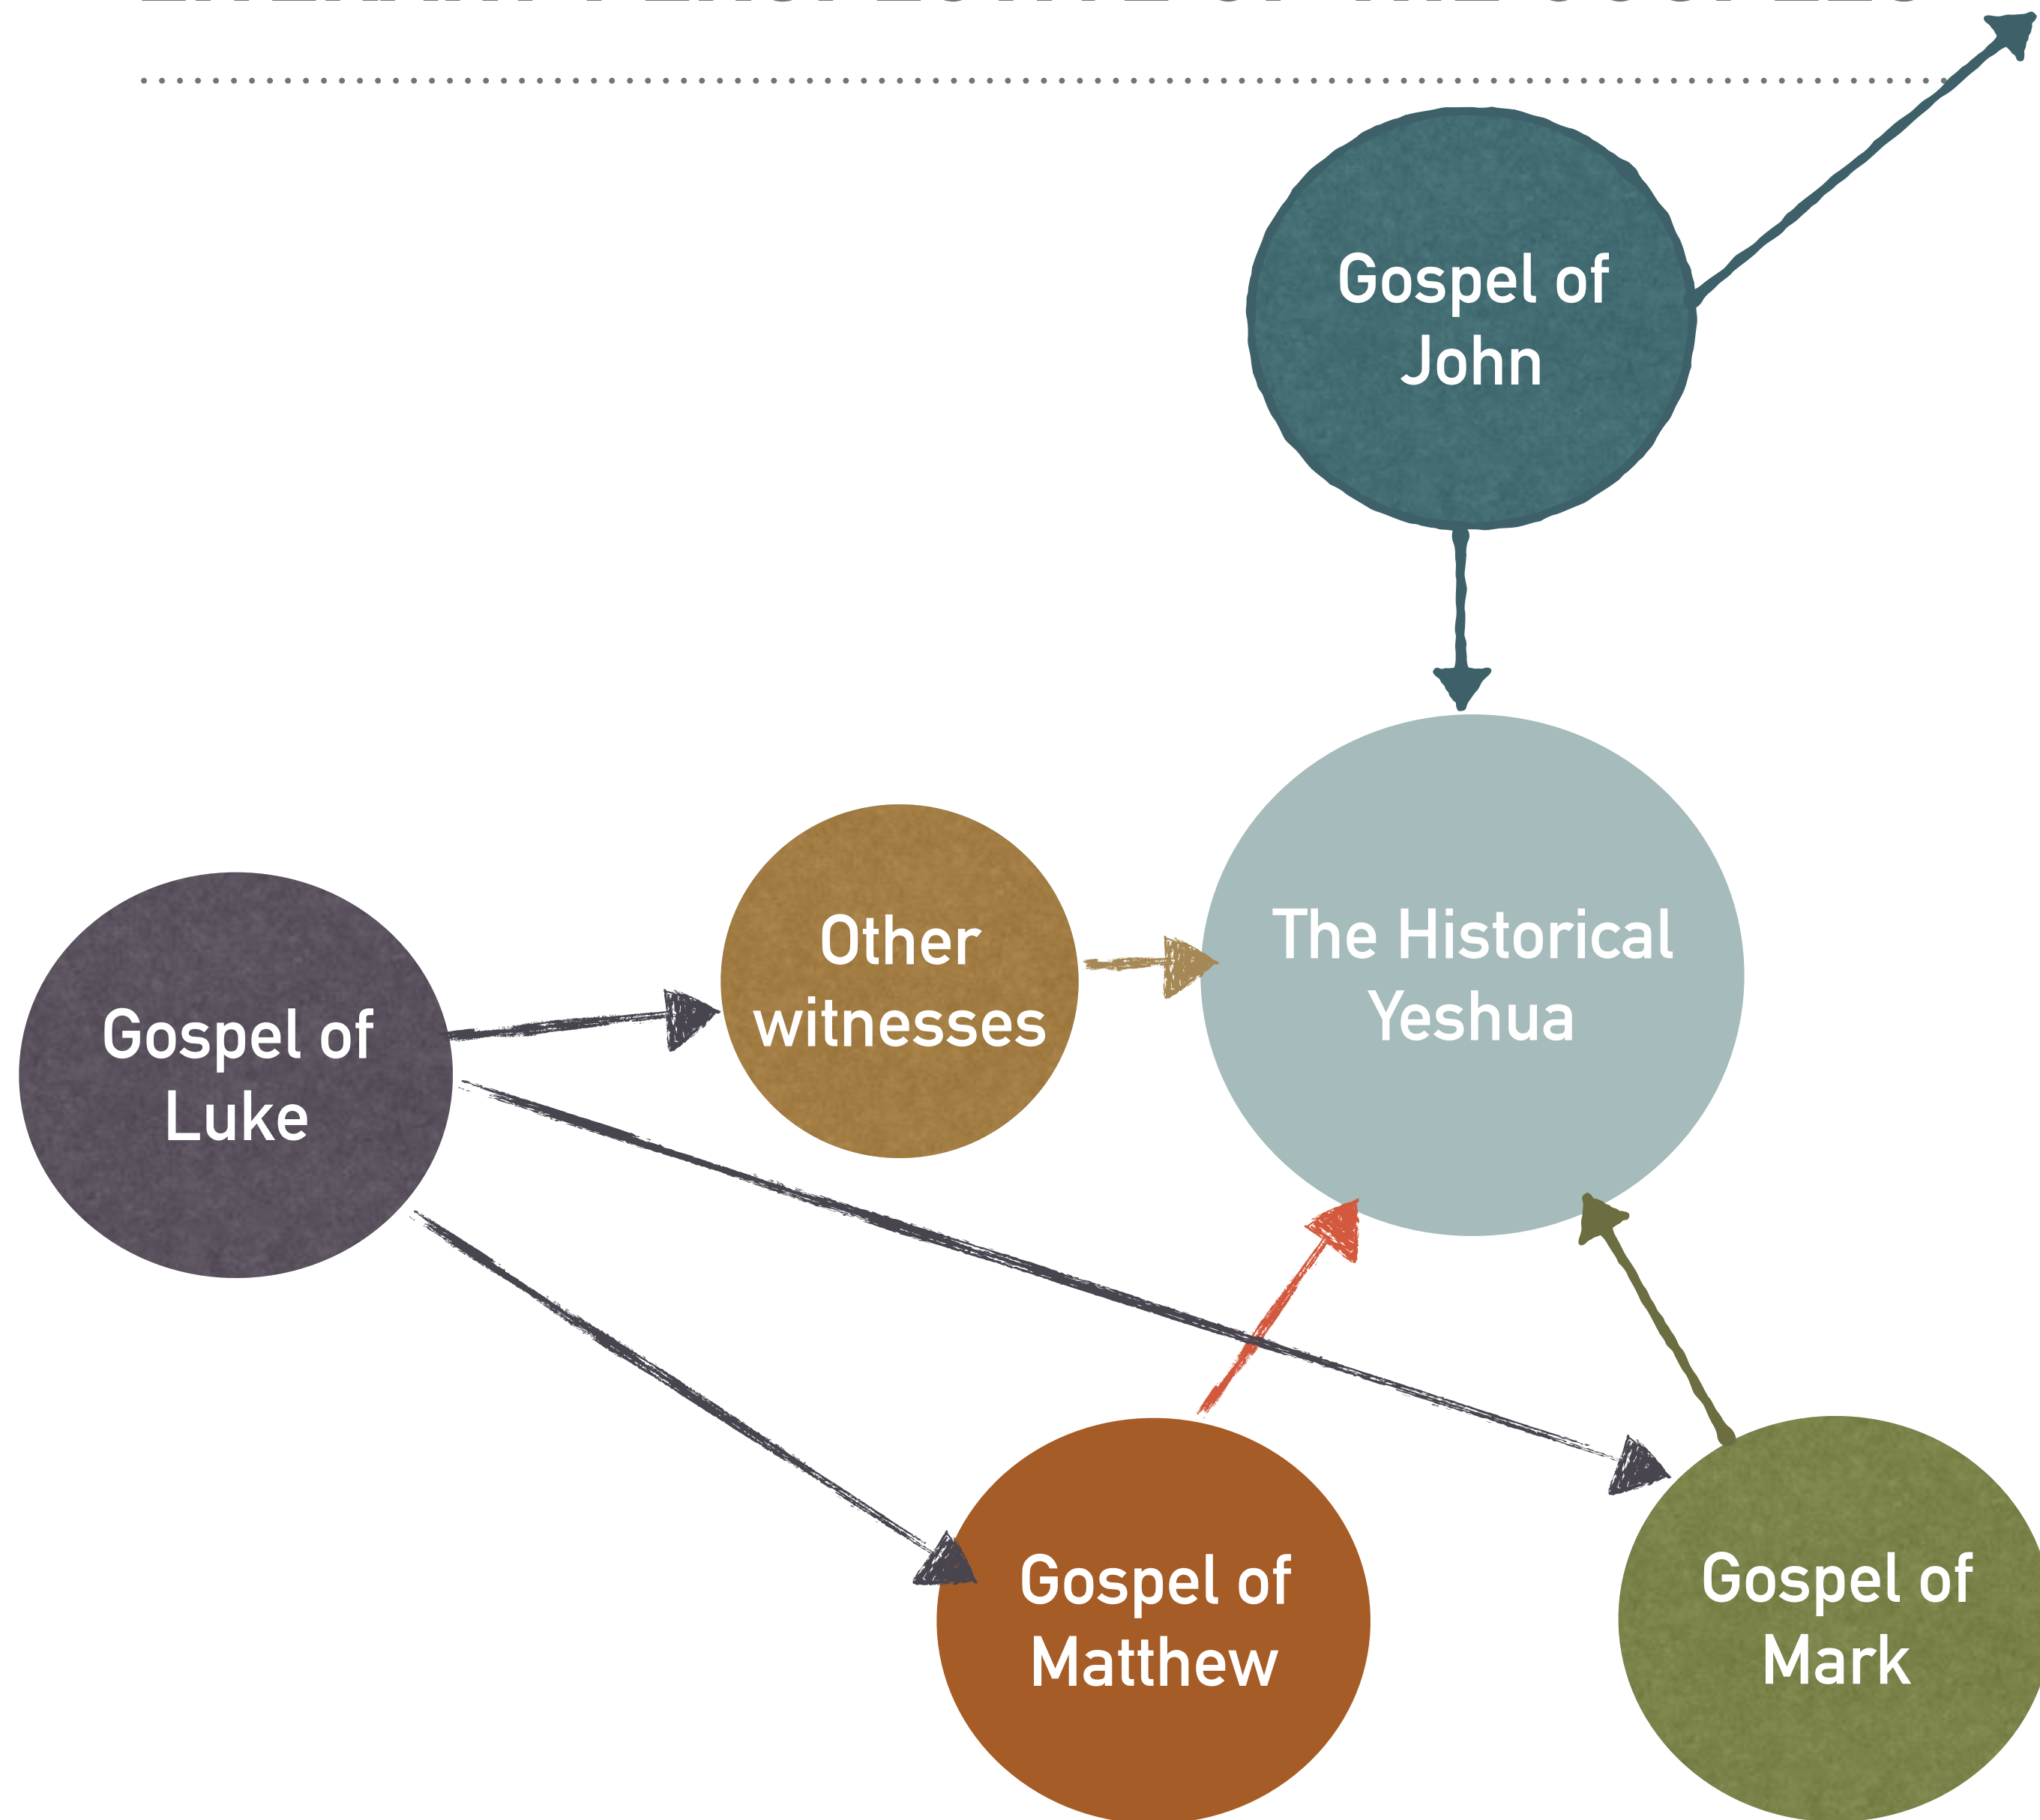 Gospel of
John
Other
witnesses
The Historical
Yeshua
Gospel of
Luke
Gospel of
Matthew
Gospel of
Mark